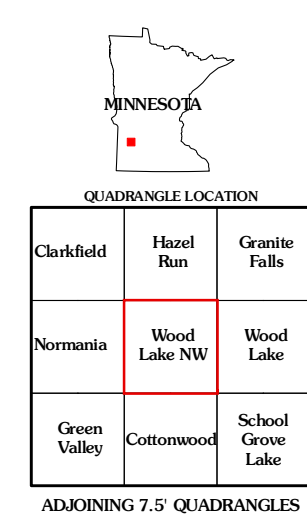 MINNESOTA
QUADRANGLE LOCATION
Clarkfield
Hazel
Run
Granite
Falls
Normania
Wood
Lake NW
Wood
Lake
Green
Valley
Cottonwood
School
Grove
Lake
ADJOINING 7.5' QUADRANGLES